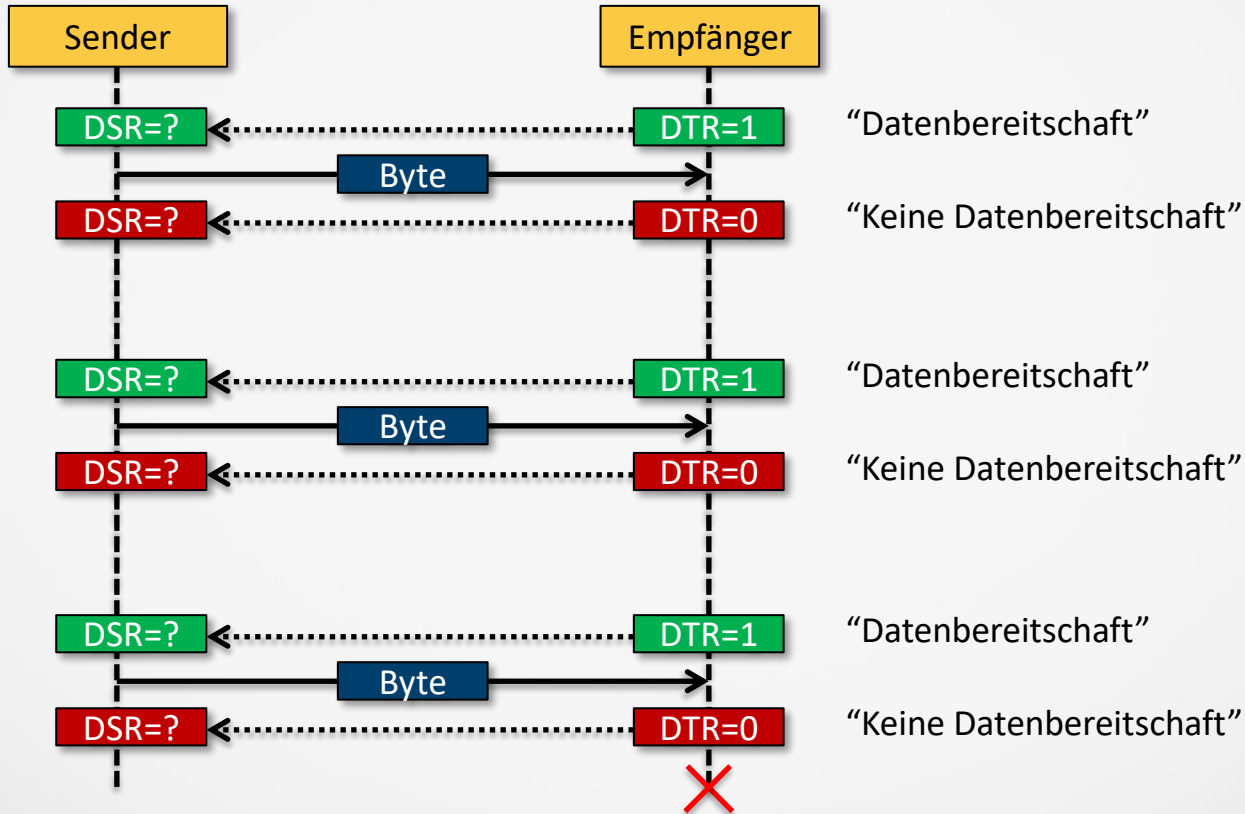 Sender Empfänger
DSR=? DTR=1 “Datenbereitschaft”
Byte
DSR=? DTR=0 “Keine Datenbereitschaft”
DSR=? DTR=1 “Datenbereitschaft”
Byte
DSR=? DTR=0 “Keine Datenbereitschaft”
DSR=? DTR=1 “Datenbereitschaft”
Byte
DSR=? DTR=0 “Keine Datenbereitschaft”